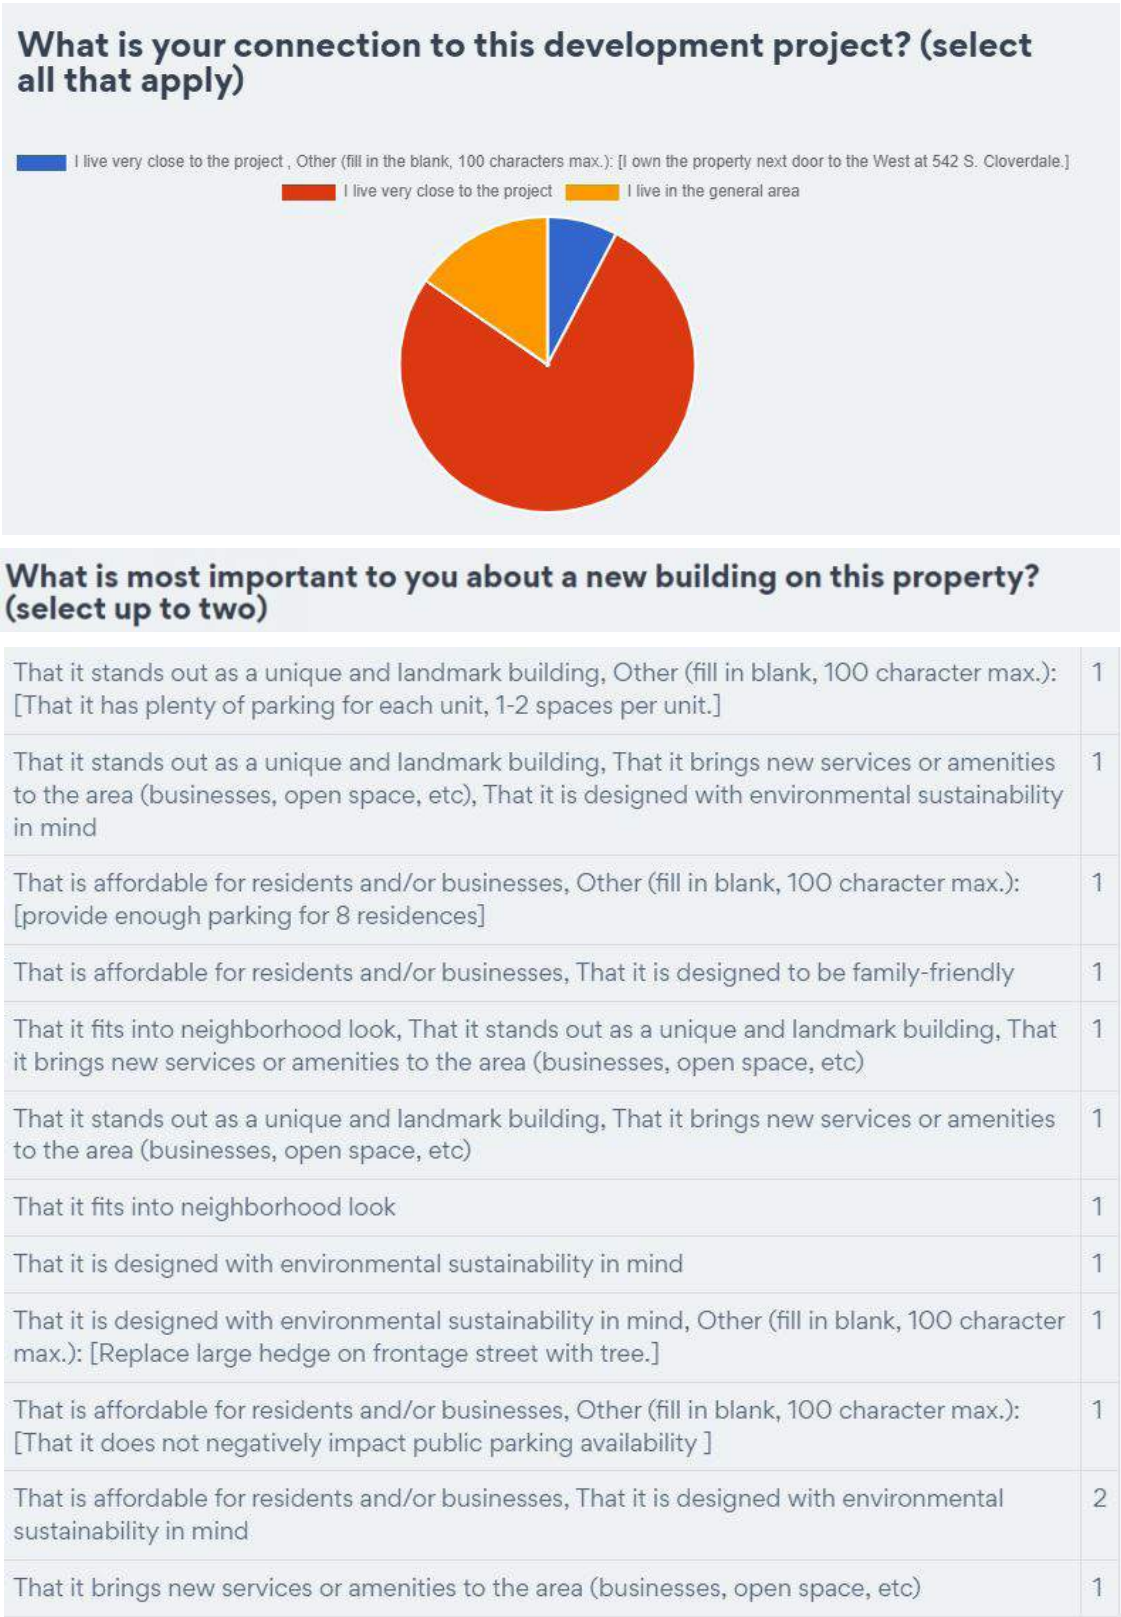 What is your connection to this development project? (select
all that apply)
I live very close to the project , Other (fill in the blank, 100 characters max.): [I own the property next door to the West at 542 S. Cloverdale.]
I live very close to the project I live in the general area
What is most important to you about a new building on this property?
(select up to two)
That it stands out as a unique and landmark building, Other (fill in blank, 100 character max.): 1
[That it has plenty of parking for each unit, 1-2 spaces per unit.]
That it stands out as a unique and landmark building, That it brings new services or amenities 1
to the area (businesses, open space, etc), That it is designed with environmental sustainability
in mind
That is affordable for residents and/or businesses, Other (fill in blank, 100 character max.): 1
[provide enough parking for 8 residences]
That is affordable for residents and/or businesses, That it is designed to be family-friendly 1
That it fits into neighborhood look, That it stands out as a unique and landmark building, That 1
it brings new services or amenities to the area (businesses, open space, etc)
That it stands out as a unique and landmark building, That it brings new services or amenities 1
to the area (businesses, open space, etc)
That it fits into neighborhood look 1
That it is designed with environmental sustainability in mind 1
That it is designed with environmental sustainability in mind, Other (fill in blank, 100 character 1
max.): [Replace large hedge on frontage street with tree.]
That is affordable for residents and/or businesses, Other (fill in blank, 100 character max.): 1
[That it does not negatively impact public parking availability ]
That is affordable for residents and/or businesses, That it is designed with environmental 2
sustainability in mind
That it brings new services or amenities to the area (businesses, open space, etc) 1